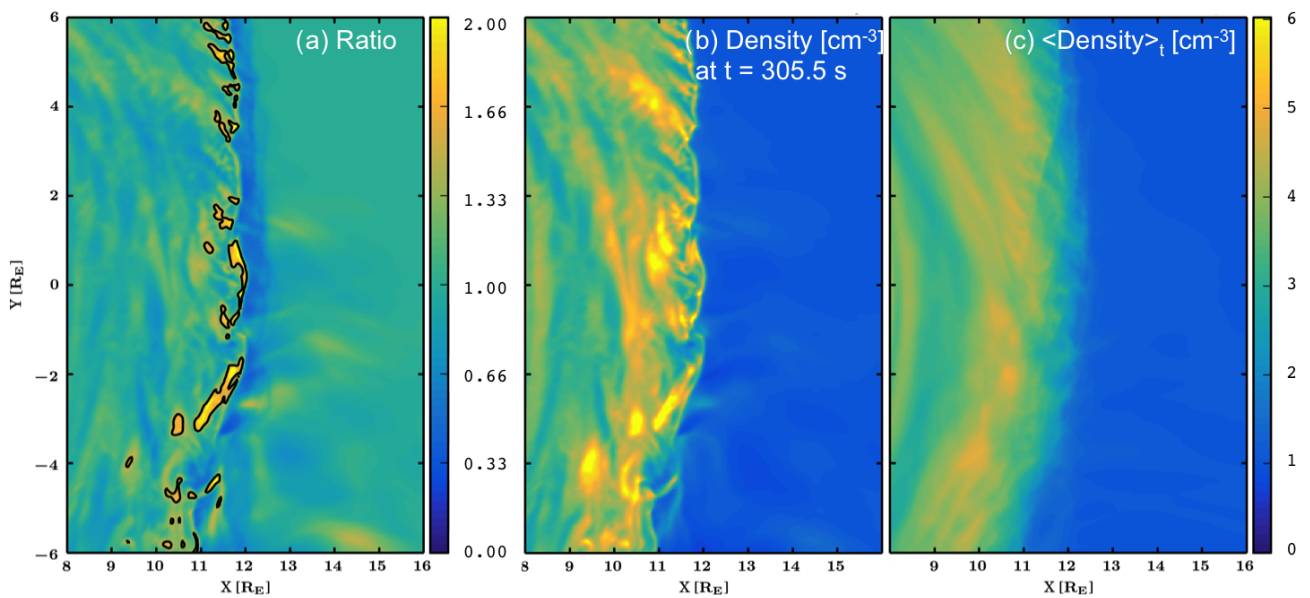 (a) Ratio
(b) Density [cm-3]
at t = 305.5 s
(c) <Density>t [cm-3]
6
4
2
0
−2
−4
−6
Y [RE]
8 9 10 11 12 13 14 15 16
X [RE]
2.00
1.66
1.33
1.00
0.66
0.33
0.00
8 9 10 11 12 13 14 15 16
X [RE]
9 10 11 12 13 14 15 16
X [RE]
6
5
4
3
2
1
0